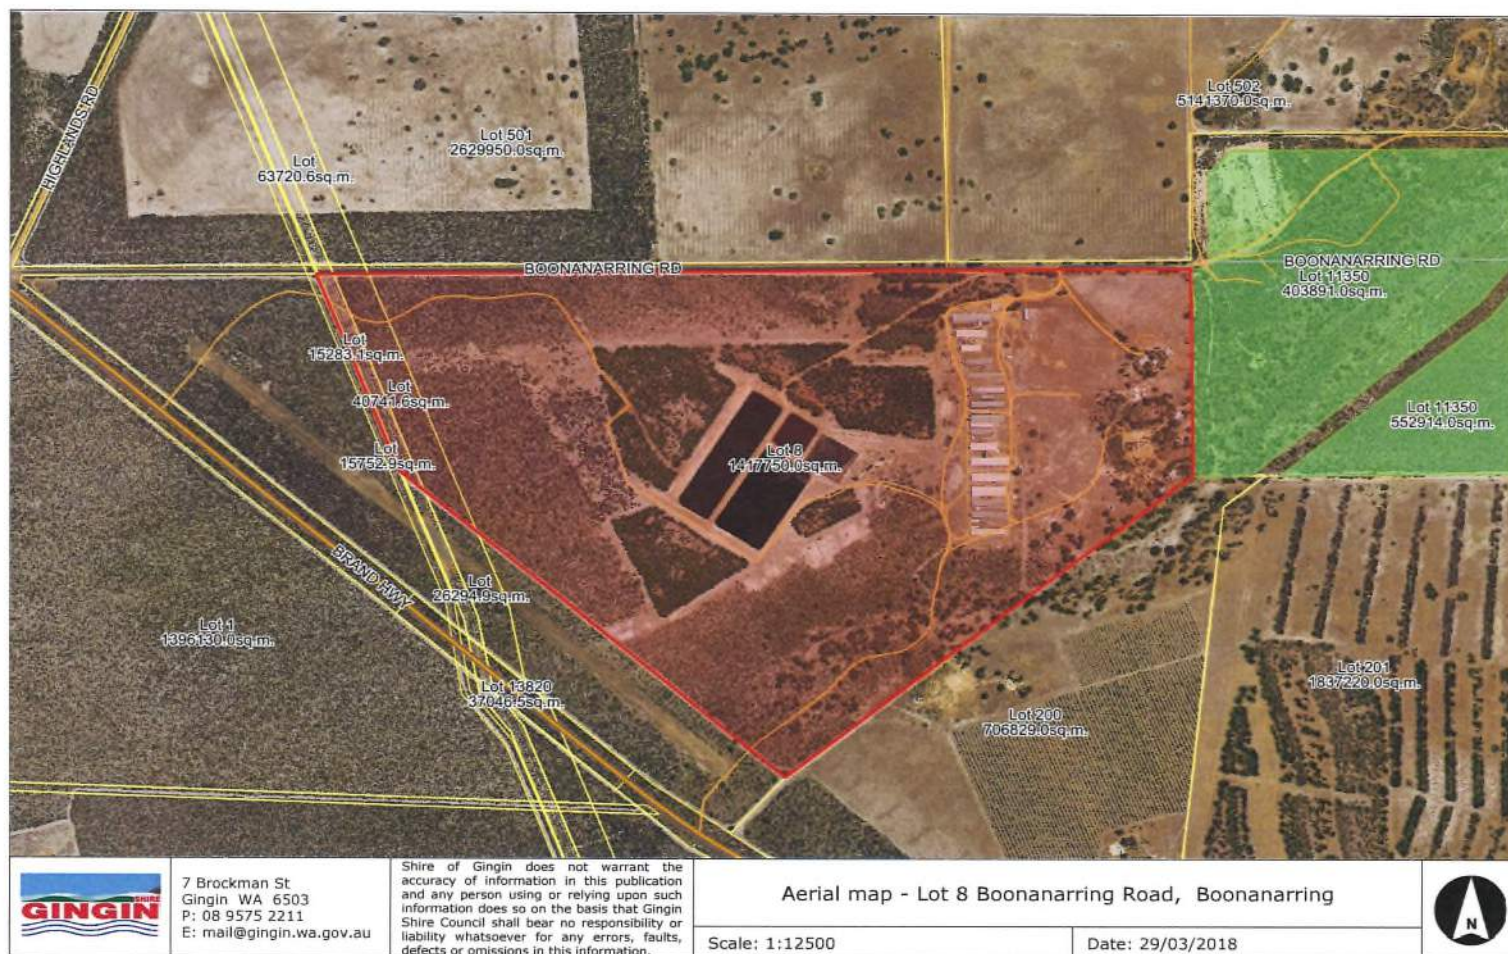 HIGHLANDS RD
Lot
63720.6sq.m.
Lot 501
2629950.0sq.m.
Lot 502
5141370.0sq.m.
BOONANARRING RD
BOONANARRING RD
Lot 11350
403891.0sq.m.
Lot
15283.1sq.m.
Lot
40741.6sq.m.
Lot
15752.9sq.m.
Lot 8
1417750.0sq.m.
Lot 11350
552914.0sq.m.
BRAND HWY
Lot
26294.9sq.m.
Lot 1
1396130.0sq.m.
Lot 13820
37046.5sq.m.
Lot 200
706829.0sq.m.
Lot 201
1837220.0sq.m.
SHIRE
GINGIN
7 Brockman St
Gingin WA 6503
P: 08 9575 2211
E: mail@gingin.wa.gov.au
Shire of Gingin does not warrant the
accuracy of information in this publication
and any person using or relying upon such
information does so on the basis that Gingin
Shire Council shall bear no responsibility or
liability whatsoever for any errors, faults,
defects or omissions in this information.
Aerial map - Lot 8 Boonanarring Road, Boonanarring
Scale: 1:12500
Date: 29/03/2018
N